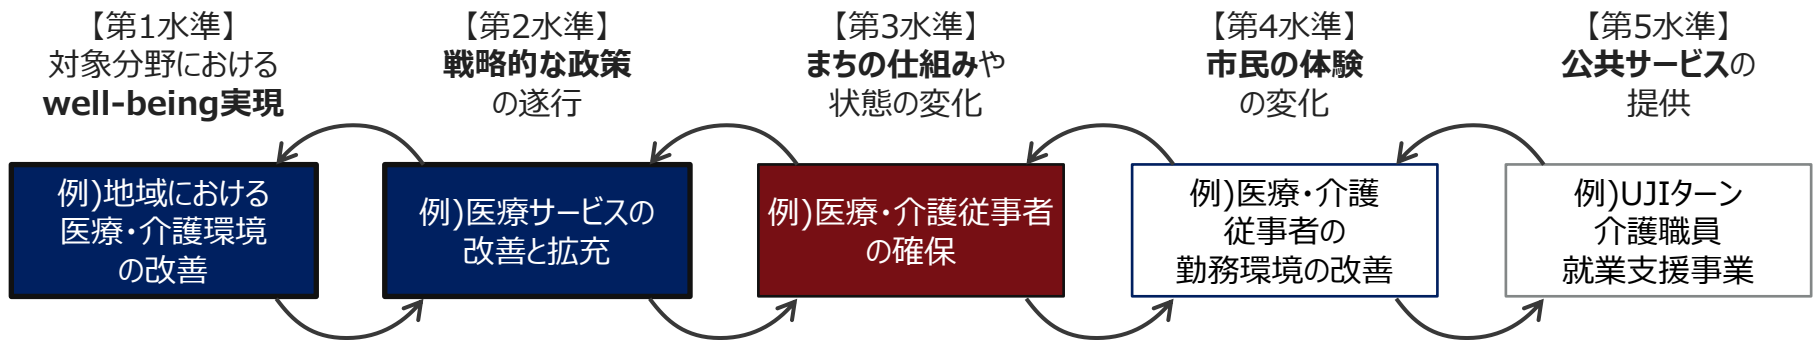 【第1水準】
対象分野における
well-being実現
【第2水準】
戦略的な政策
の遂行
【第3水準】
まちの仕組みや
状態の変化
【第4水準】
市民の体験
の変化
【第5水準】
公共サービスの
提供
例)地域における
医療・介護環境
の改善
例)医療サービスの
改善と拡充
例)医療・介護従事者
の確保
例)医療・介護
従事者の
勤務環境の改善
例)UJIターン
介護職員
就業支援事業